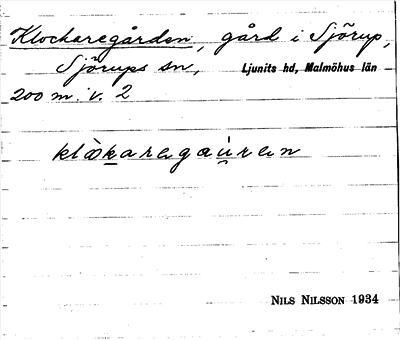 Klockaregården, gård i Sjörup,
Sjörups sn, Ljunits hd, Malmöhus län
200 m. v. 2
klòkaregau̯ren
NILS NILSSON 1934